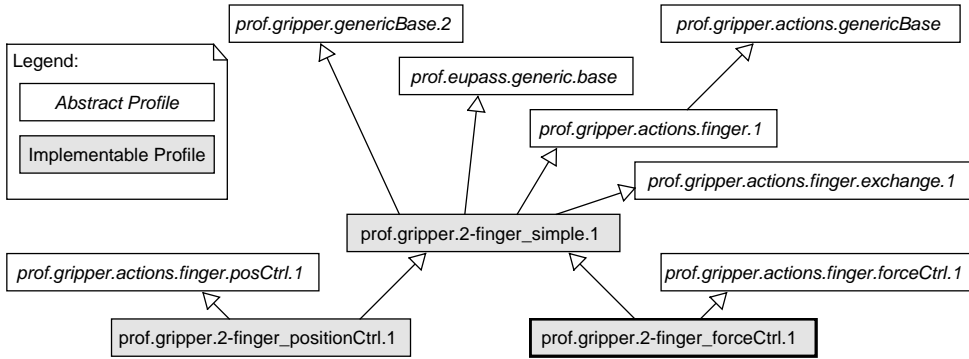 prof.gripper.genericBase.2
prof.gripper.actions.genericBase
Legend:
Abstract Profile
Implementable Profile
prof.eupass.generic.base
prof.gripper.actions.finger.1
prof.gripper.actions.finger.exchange.1
prof.gripper.2-finger_simple.1
prof.gripper.actions.finger.posCtrl.1
prof.gripper.actions.finger.forceCtrl.1
prof.gripper.2-finger_positionCtrl.1
prof.gripper.2-finger_forceCtrl.1